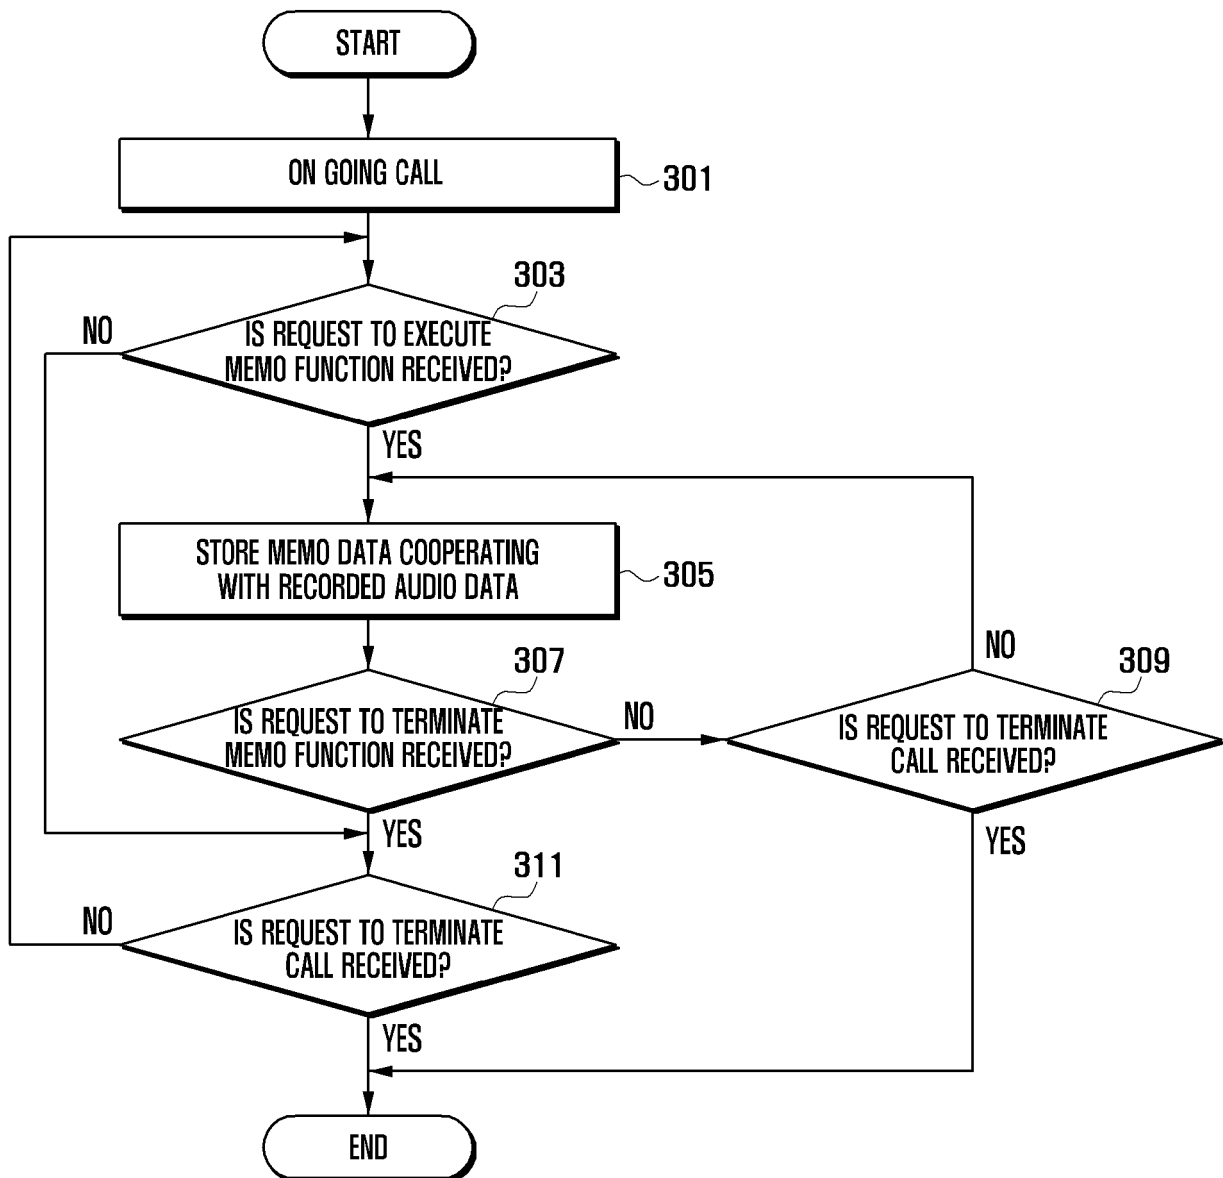 START
ON GOING CALL
301
303
NO
IS REQUEST TO EXECUTE
MEMO FUNCTION RECEIVED?
YES
STORE MEMO DATA COOPERATING
WITH RECORDED AUDIO DATA
305
307
IS REQUEST TO TERMINATE
MEMO FUNCTION RECEIVED?
NO
NO
309
IS REQUEST TO TERMINATE
CALL RECEIVED?
YES
YES
311
NO
IS REQUEST TO TERMINATE
CALL RECEIVED?
YES
END